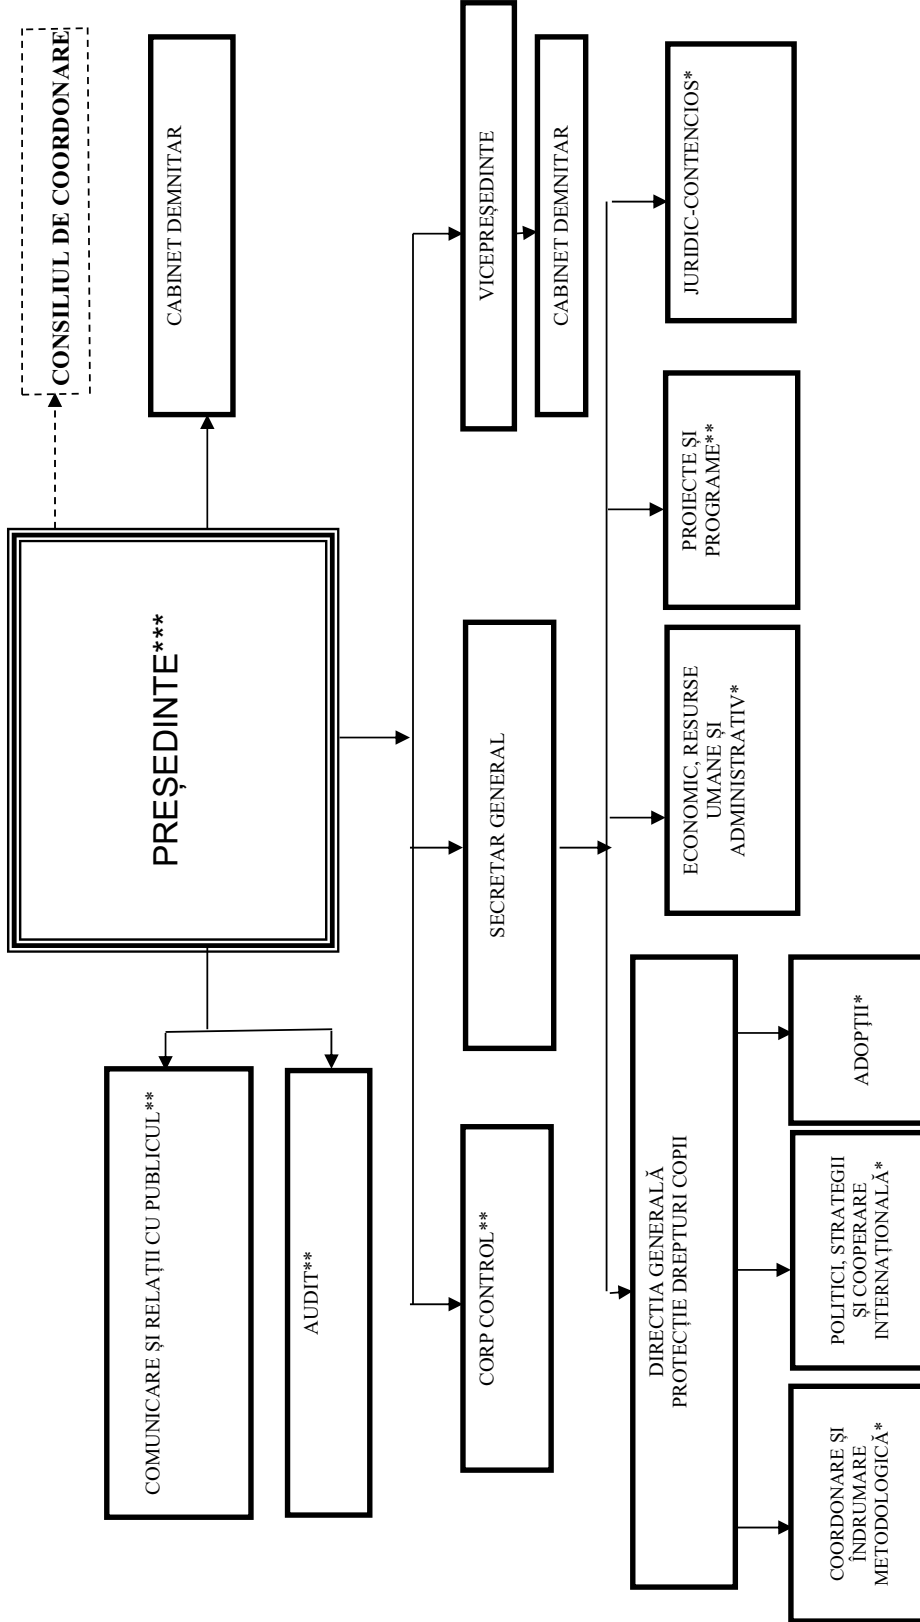 CONSILIUL DE COORDONARE
PREȘEDINTE***
CABINET DEMNITAR
COMUNICARE ȘI RELAȚII CU PUBLICUL**
AUDIT**
CORP CONTROL**
SECRETAR GENERAL
VICEPREȘEDINTE
CABINET DEMNITAR
DIRECTIA GENERALĂ
PROTECȚIE DREPTURI COPII
ECONOMIC, RESURSE
UMANE ȘI
ADMINISTRATIV*
PROIECTE ȘI
PROGRAME**
JURIDIC-CONTENCIOS*
COORDONARE ȘI
ÎNDRUMARE
METODOLOGICĂ*
POLITICI, STRATEGII
ȘI COOPERARE
INTERNAȚIONALĂ*
ADOPȚII*